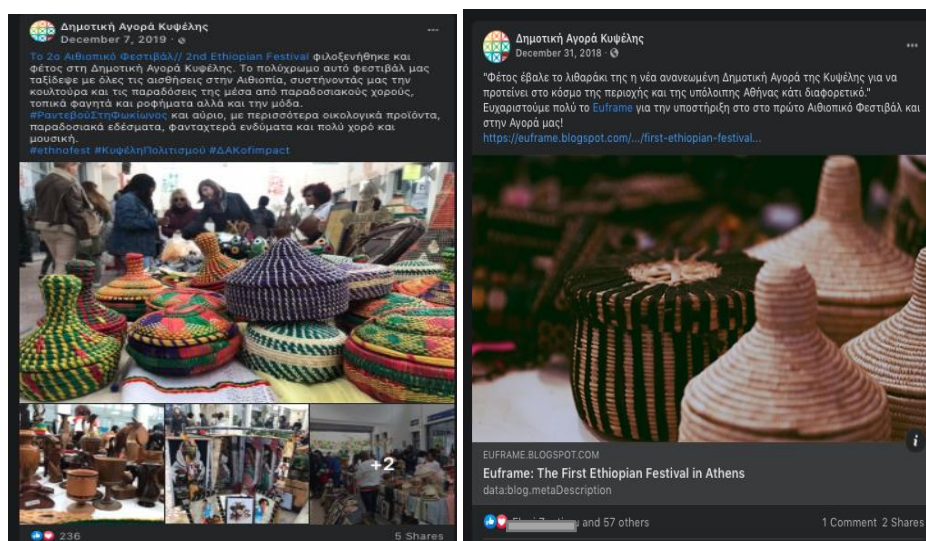 Δημοτική Αγορά Κυψέλης
December 7, 2019 ·
Το 2ο Αιθιοπικό Φεστιβάλ// 2nd Ethiopian Festival φιλοξενήθηκε και
φέτος στη Δημοτική Αγορά Κυψέλης. Το πολύχρωμο αυτό φεστιβάλ μας
ταξίδεψε με όλες τις αισθήσεις στην Αιθιοπία, συστήνοντάς μας την
κουλτούρα και τις παραδόσεις της μέσα από παραδοσιακούς χορούς,
τοπικά φαγητά και ροφήματα αλλά και την μόδα.
#ΡαντεβούΣτηΦωκίωνος και αύριο, με περισσότερα οικολογικά προϊόντα,
παραδοσιακά εδέσματα, φανταχτερά ενδύματα και πολύ χορό και
μουσική.
#ethnofest #ΚυψέληΠολιτισμού #ΔΑΚofimpact
+2
236
5 Shares
Δημοτική Αγορά Κυψέλης
December 31, 2018 ·
"Φέτος έβαλε το λιθαράκι της η νέα ανανεωμένη Δημοτική Αγορά της Κυψέλης για να
προτείνει στο κόσμο της περιοχής και της υπόλοιπης Αθήνας κάτι διαφορετικό."
Ευχαριστούμε πολύ το Euframe για την υποστήριξη στο στο πρώτο Αιθιοπικό Φεστιβάλ και
στην Αγορά μας!
https://euframe.blogspot.com/.../first-ethiopian-festival...
i
EUFRAME.BLOGSPOT.COM
Euframe: The First Ethiopian Festival in Athens
data:blog.metaDescription
and 57 others
1 Comment 2 Shares